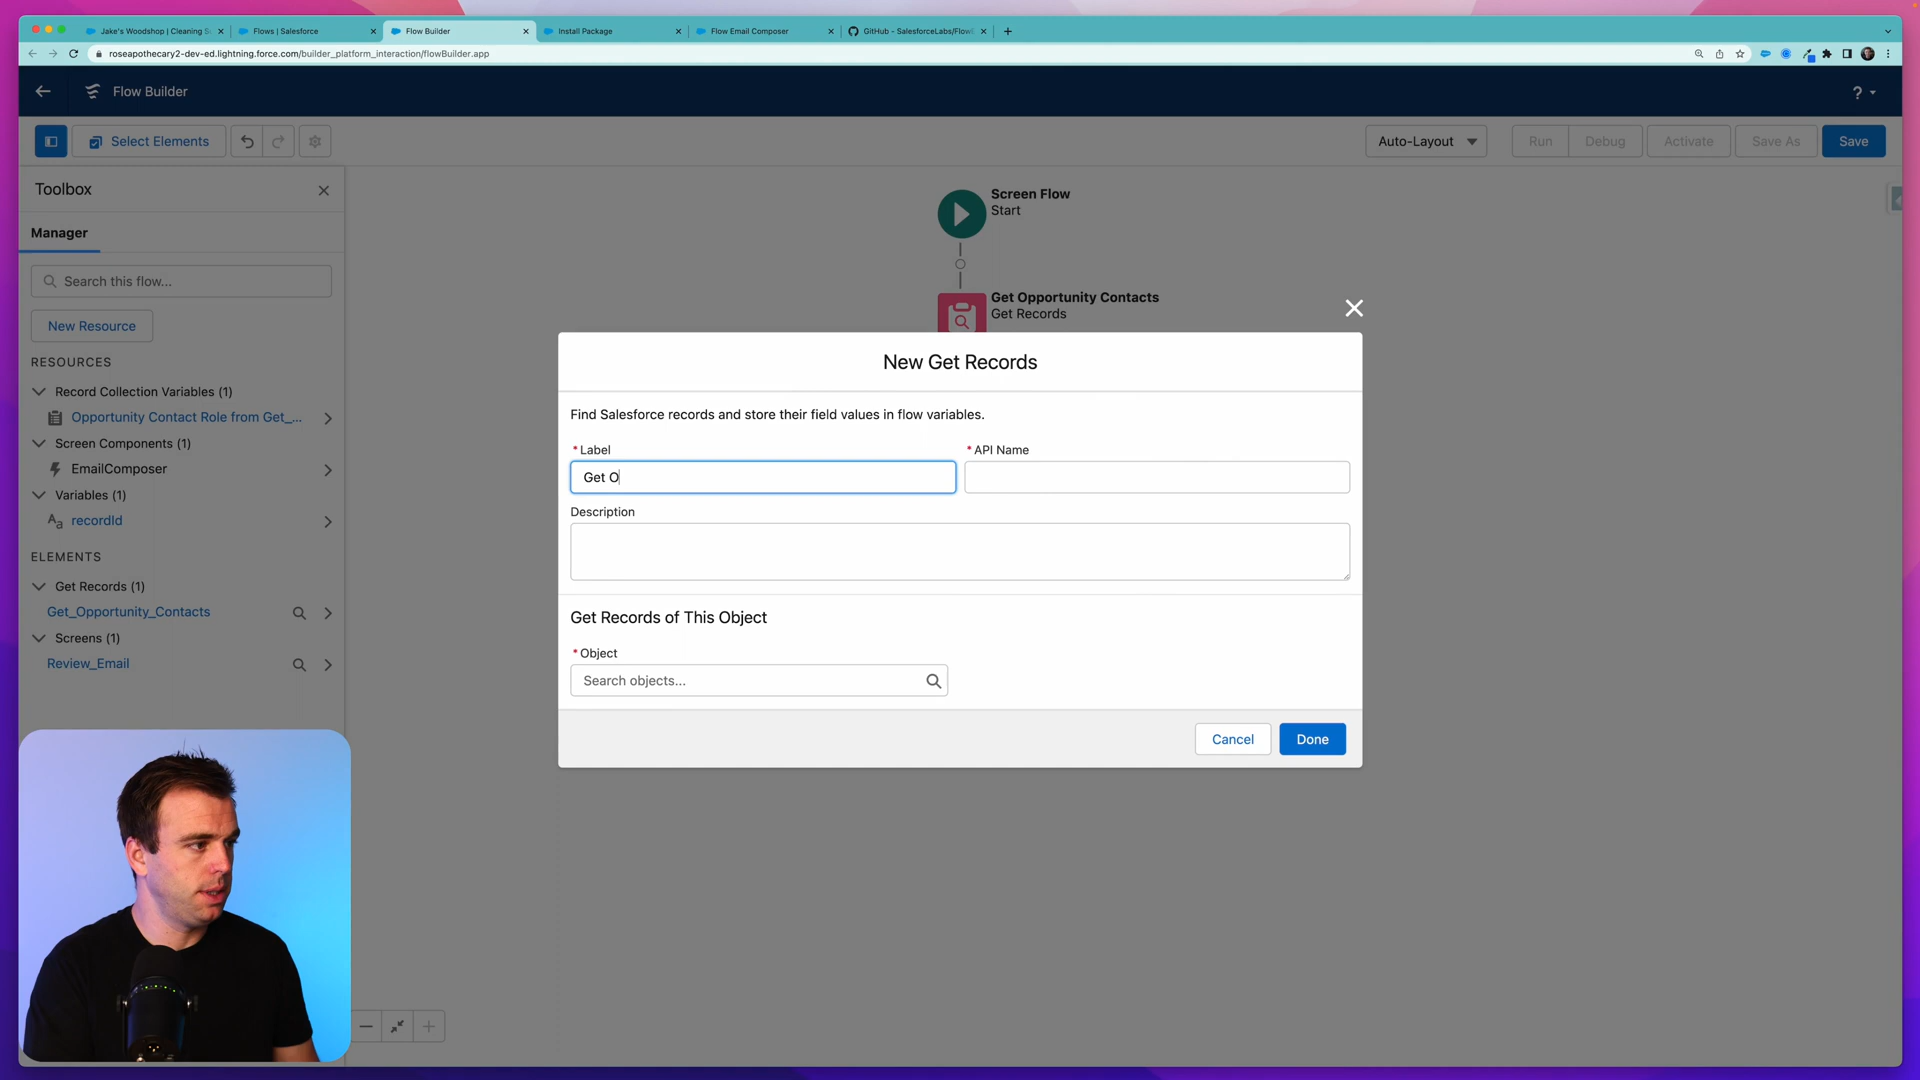 Jake's Woodshop | Cleaning S
Flows | Salesforce
Flow Builder
Install Package
Flow Email Composer
GitHub - SalesforceLabs/Flow
roseapothecary2-dev-ed.lightning.force.com/builder_platform_interaction/flowBuilder.app
Flow Builder
?
Select Elements
Auto-Layout
Run
Debug
Activate
Save As
Save
Toolbox
Manager
Search this flow...
New Resource
RESOURCES
Record Collection Variables (1)
Opportunity Contact Role from Get_...
Screen Components (1)
EmailComposer
Variables (1)
Aa recordId
ELEMENTS
Get Records (1)
Get_Opportunity_Contacts
Screens (1)
Review_Email
Screen Flow
Start
Get Opportunity Contacts
Get Records
New Get Records
Find Salesforce records and store their field values in flow variables.
* Label
Get O
* API Name
Description
Get Records of This Object
* Object
Search objects...
Cancel
Done